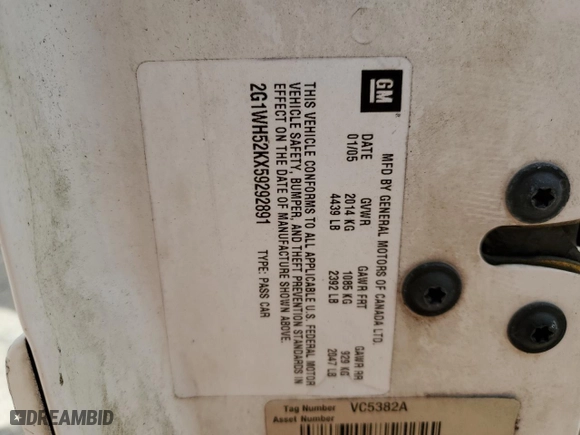 GM
MFD BY GENERAL MOTORS OF CANADA LTD.
DATE GVWR GAWR FRT GAWR RR
01/05 2014 KG 1085 KG 929 KG
4439 LB 2392 LB 2047 LB
THIS VEHICLE CONFORMS TO ALL APPLICABLE U.S. FEDERAL MOTOR
VEHICLE SAFETY, BUMPER, AND THEFT PREVENTION STANDARDS IN
EFFECT ON THE DATE OF MANUFACTURE SHOWN ABOVE.
2G1WH52KX59292891 TYPE: PASS CAR
Tag Number VC5382A
Asset Number
DREAMBID